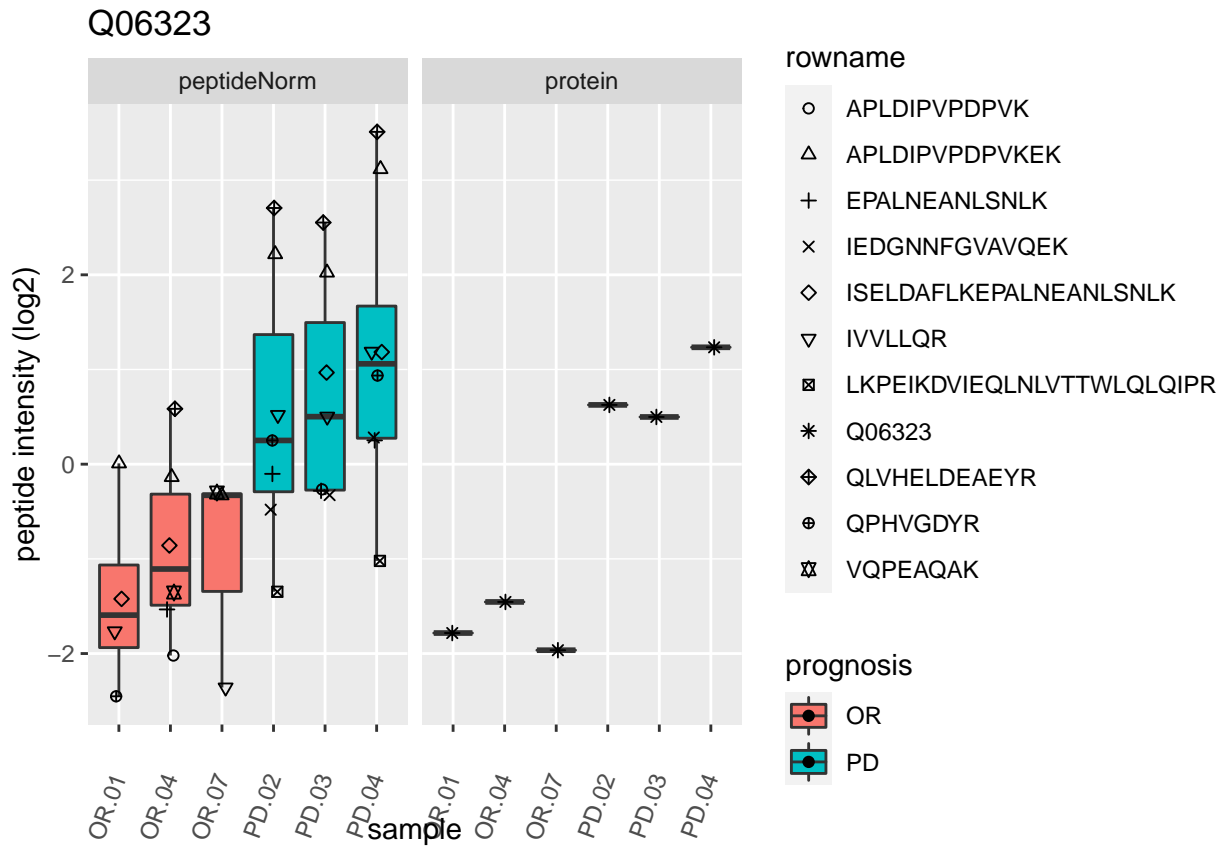 Q06323
peptideNorm
protein
peptide intensity (log2)
2
0
−2
OR.01
OR.04
OR.07
PD.02
PD.03
PD.04
OR.01
OR.04
OR.07
PD.02
PD.03
PD.04
sample
rowname
APLDIPVPDPVK
APLDIPVPDPVKEK
EPALNEANLSNLK
IEDGNNFGVAVQEK
ISELDAFLKEPALNEANLSNLK
IVVLLQR
LKPEIKDVIEQLNLVTTWLQLQIPR
Q06323
QLVHELDEAEYR
QPHVGDYR
VQPEAQAK
prognosis
OR
PD